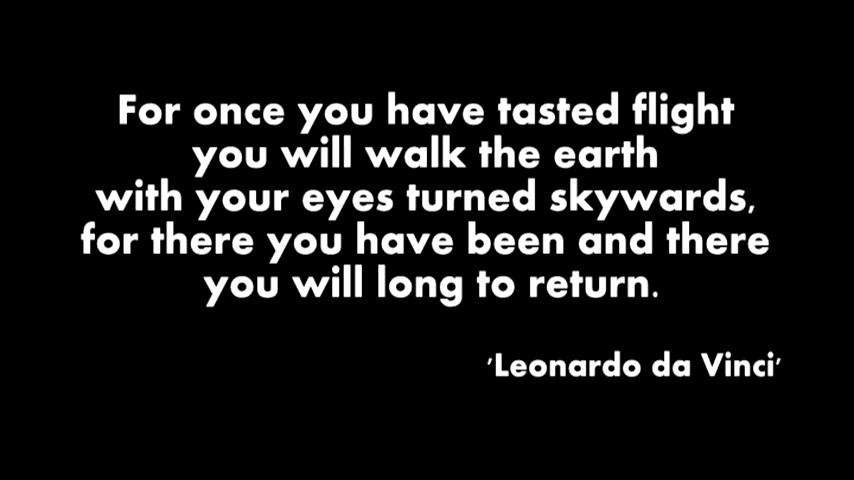 For once you have tasted flight
you will walk the earth
with your eyes turned skywards,
for there you have been and there
you will long to return.
'Leonardo da Vinci'